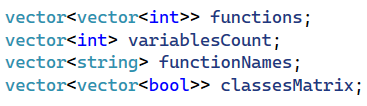 vector<vector<int>> functions;
vector<int> variablesCount;
vector<string> functionNames;
vector<vector<bool>> classesMatrix;